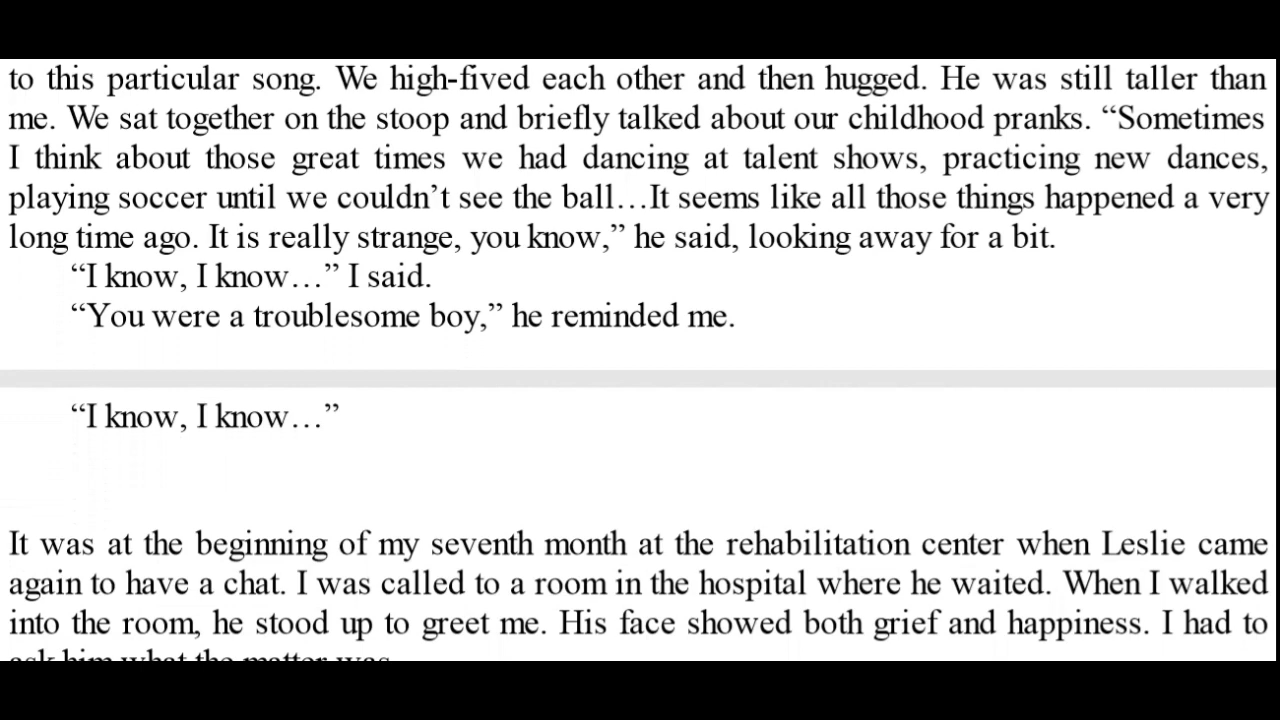 to this particular song. We high-fived each other and then hugged. He was still taller than
me. We sat together on the stoop and briefly talked about our childhood pranks. “Sometimes
I think about those great times we had dancing at talent shows, practicing new dances,
playing soccer until we couldn’t see the ball…It seems like all those things happened a very
long time ago. It is really strange, you know,” he said, looking away for a bit.
“I know, I know…” I said.
“You were a troublesome boy,” he reminded me.
“I know, I know…”
It was at the beginning of my seventh month at the rehabilitation center when Leslie came
again to have a chat. I was called to a room in the hospital where he waited. When I walked
into the room, he stood up to greet me. His face showed both grief and happiness. I had to
ask him what the matter was.